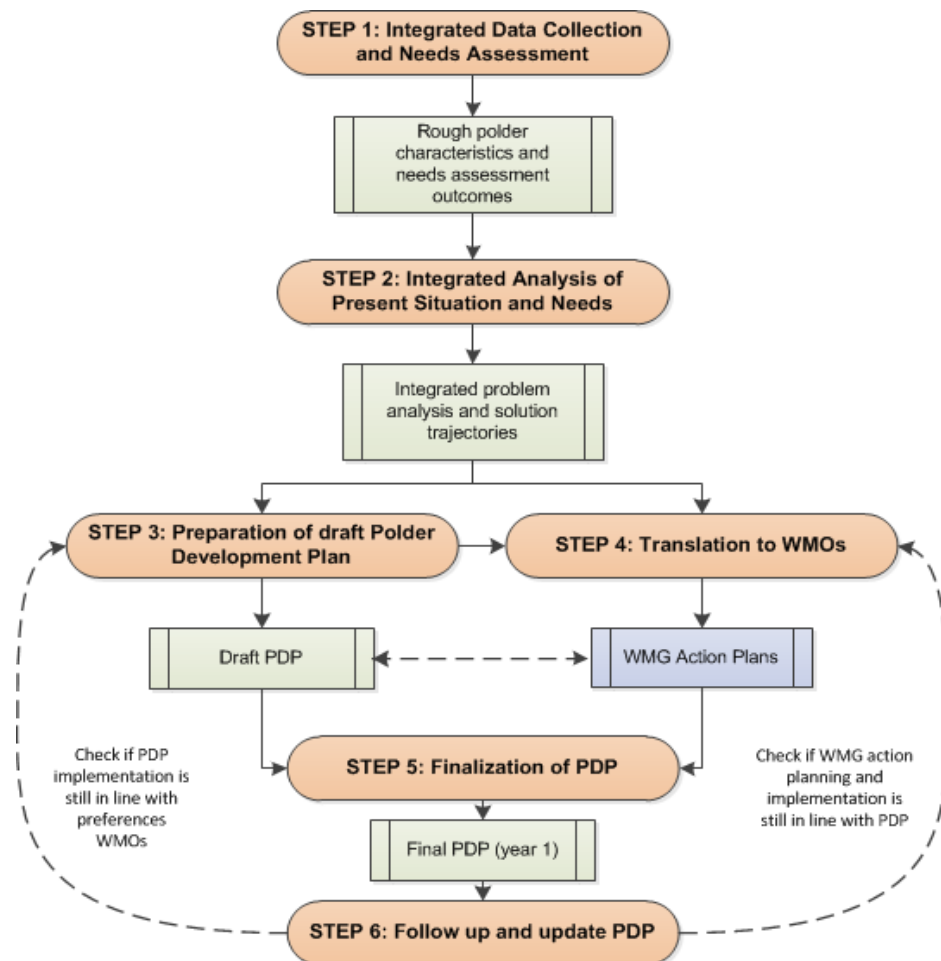 STEP 1: Integrated Data Collection
and Needs Assessment
Rough polder
characteristics and
needs assessment
outcomes
STEP 2: Integrated Analysis of
Present Situation and Needs
Integrated problem
analysis and solution
trajectories
STEP 3: Preparation of draft Polder
Development Plan
STEP 4: Translation to WMOs
Draft PDP
WMG Action Plans
Check if PDP
implementation is
still in line with
preferences
WMOs
STEP 5: Finalization of PDP
Check if WMG action
planning and
implementation is
still in line with PDP
Final PDP (year 1)
STEP 6: Follow up and update PDP